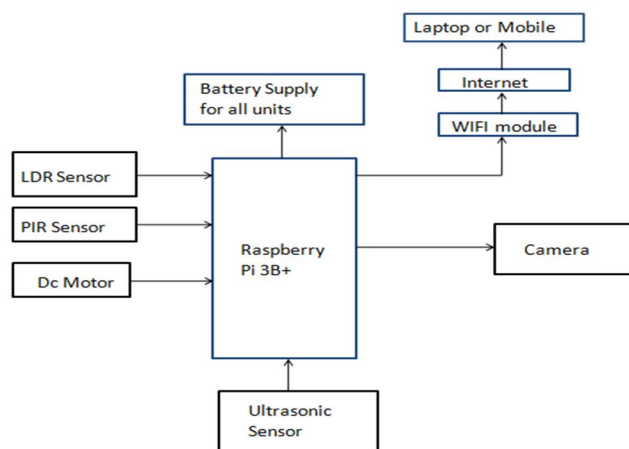 Laptop or Mobile
Internet
WIFI module
Battery Supply
for all units
LDR Sensor
PIR Sensor
Dc Motor
Raspberry
Pi 3B+
Camera
Ultrasonic
Sensor